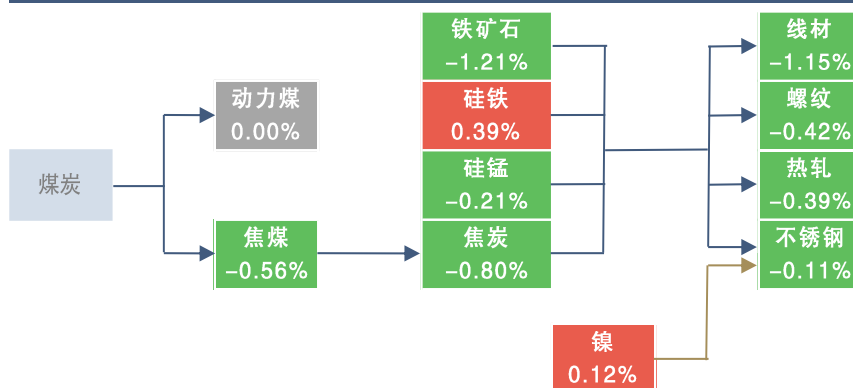 铁矿石
-1.21%
线材
-1.15%
动力煤
0.00%
硅铁
0.39%
螺纹
-0.42%
煤炭
硅锰
-0.21%
热轧
-0.39%
焦煤
-0.56%
焦炭
-0.80%
不锈钢
-0.11%
镍
0.12%